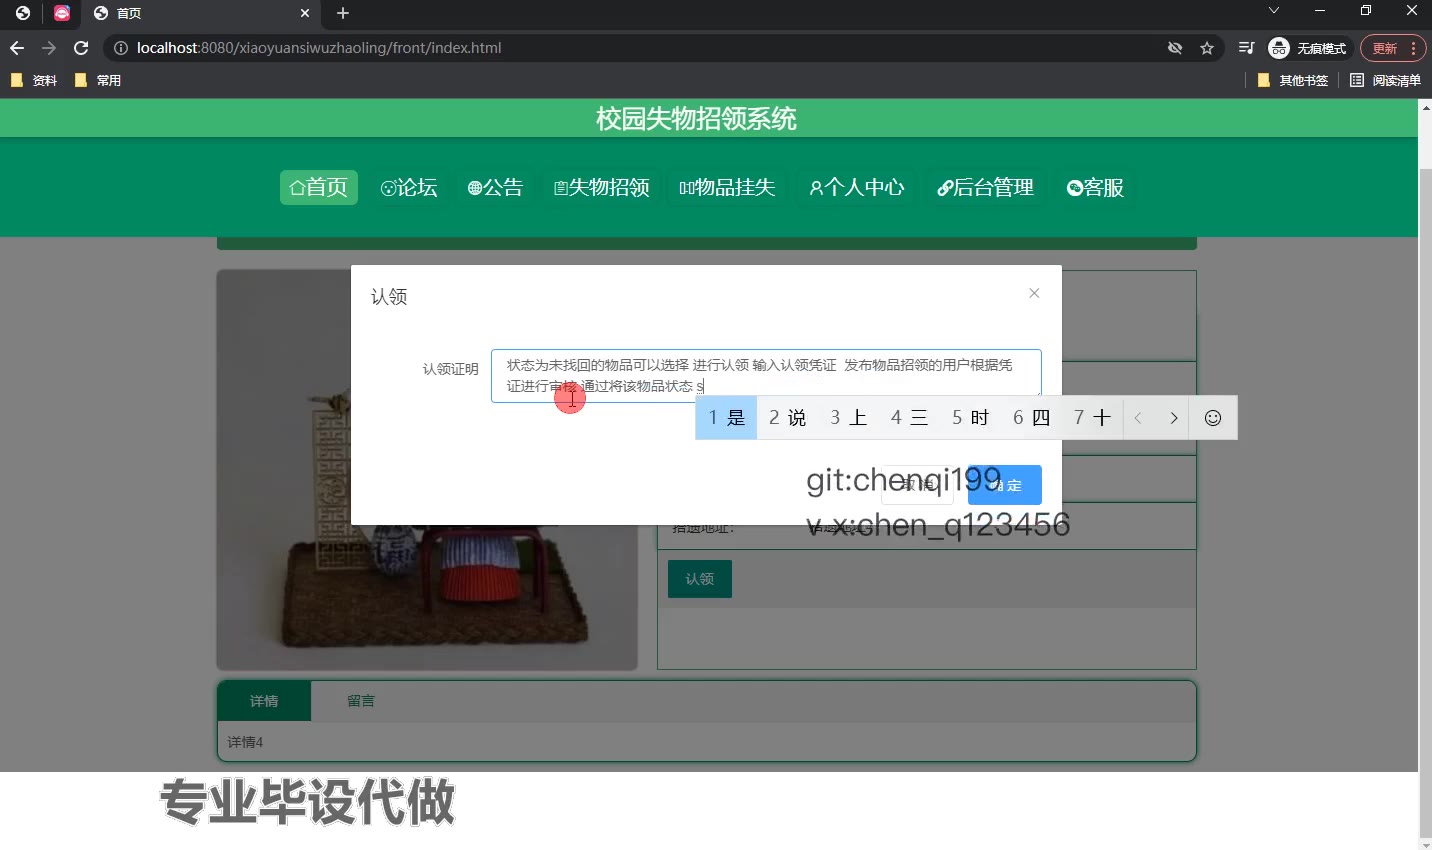 首页
localhost:8080/xiaoyuansiwuzhaoling/front/index.html
无痕模式
更新
资料
常用
其他书签
阅读清单
校园失物招领系统
首页
论坛
公告
失物招领
物品挂失
个人中心
后台管理
客服
认领
认领证明
状态为未找回的物品可以选择 进行认领 输入认领凭证 发布物品招领的用户根据凭
证进行审核 通过将该物品状态 s
1 是 2 说 3 上 4 三 5 时 6 四 7 十
git:chenqi199
取消
确定
v x:chen_q123456
认领
详情
留言
详情4
专业毕设代做